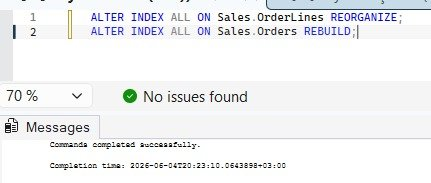 1 ALTER INDEX ALL ON Sales.OrderLines REORGANIZE;
2 ALTER INDEX ALL ON Sales.Orders REBUILD;
70 %
No issues found
Messages
Commands completed successfully.
Completion time: 2026-06-04T20:23:10.0643898+03:00